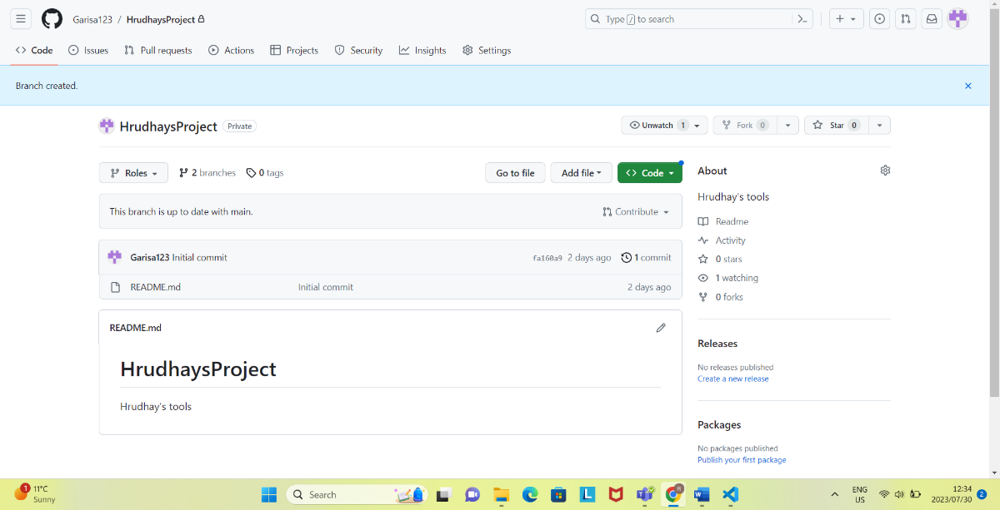 Garisa123 / HrudhaysProject
Type / to search
Code Issues Pull requests Actions Projects Security Insights Settings
Branch created.
HrudhaysProject Private
Unwatch 1 Fork 0 Star 0
Roles 2 branches 0 tags Go to file Add file Code
This branch is up to date with main. Contribute
Garisa123 Initial commit fa160a9 2 days ago 1 commit
README.md Initial commit 2 days ago
README.md
HrudhaysProject
Hrudhay's tools
About
Hrudhay's tools
Readme
Activity
0 stars
1 watching
0 forks
Releases
No releases published
Create a new release
Packages
No packages published
Publish your first package
1
11°C
Sunny
Search
L
R
W
ENG
US
12:34
2023/07/30
2